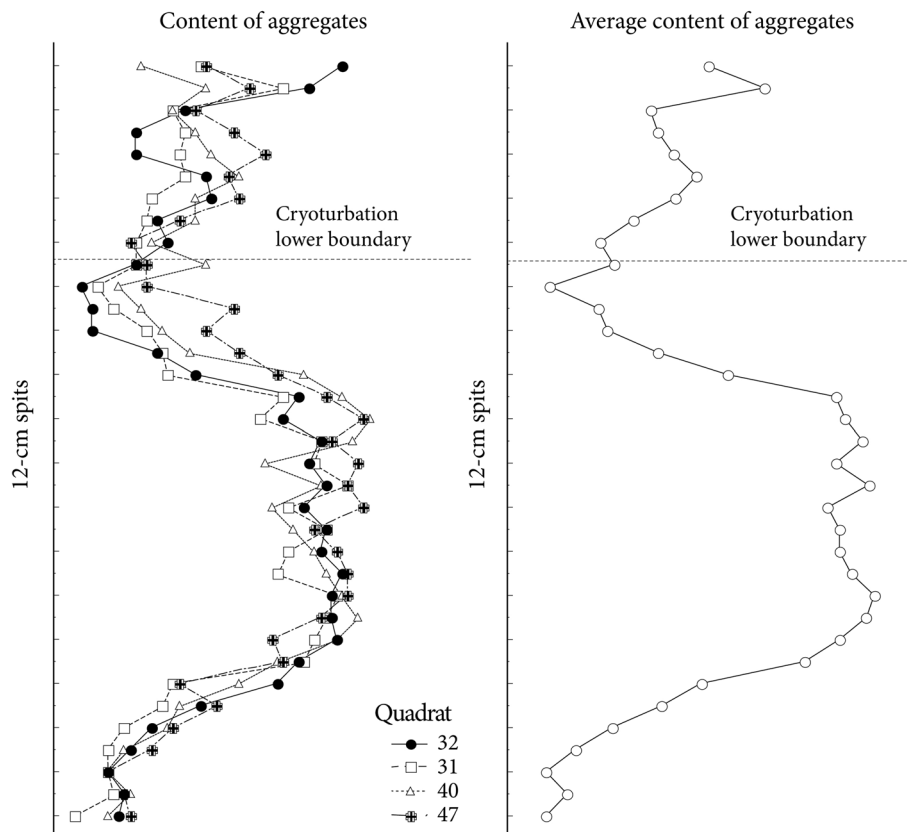 Content of aggregates
Average content of aggregates
Cryoturbation
lower boundary
Cryoturbation
lower boundary
12-cm spits
12-cm spits
Quadrat
32
31
40
47